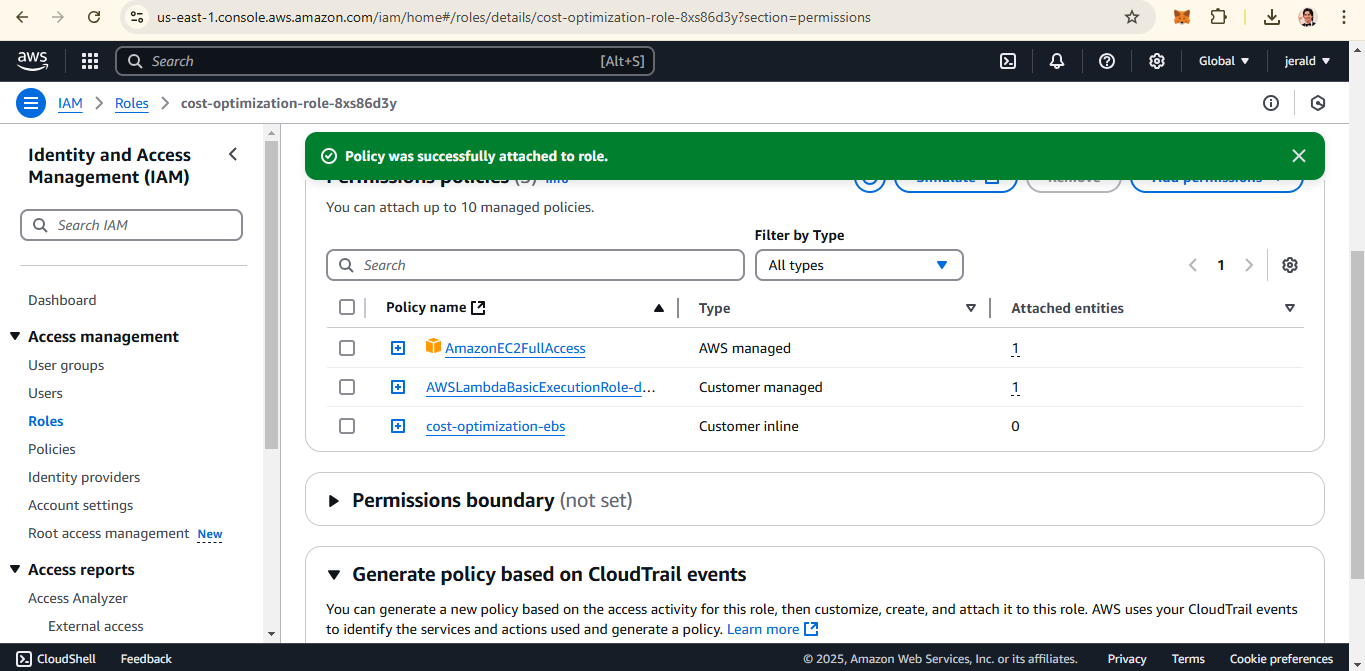 us-east-1.console.aws.amazon.com/iam/home#/roles/details/cost-optimization-role-8xs86d3y?section=permissions
aws
Search [Alt+S]
Global
jerald
IAM > Roles > cost-optimization-role-8xs86d3y
Identity and Access
Management (IAM)
Search IAM
Dashboard
Access management
User groups
Users
Roles
Policies
Identity providers
Account settings
Root access management New
Access reports
Access Analyzer
External access
Policy was successfully attached to role.
Permissions policies (3) Info
Simulate
Remove
Add permissions
You can attach up to 10 managed policies.
Filter by Type
Search
All types
1
Policy name Type Attached entities
AmazonEC2FullAccess AWS managed 1
AWSLambdaBasicExecutionRole-d... Customer managed 1
cost-optimization-ebs Customer inline 0
Permissions boundary (not set)
Generate policy based on CloudTrail events
You can generate a new policy based on the access activity for this role, then customize, create, and attach it to this role. AWS uses your CloudTrail events
to identify the services and actions used and generate a policy. Learn more
CloudShell Feedback © 2025, Amazon Web Services, Inc. or its affiliates. Privacy Terms Cookie preferences